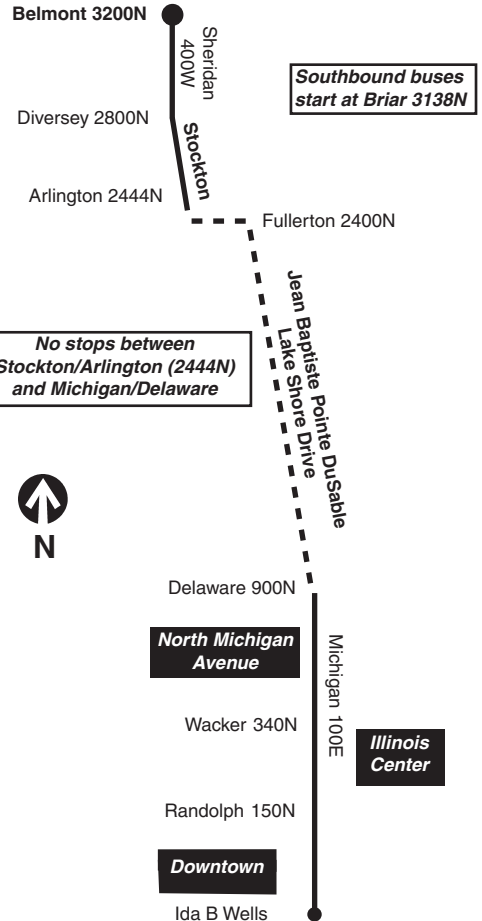 Belmont 3200N
Sheridan
400W
Southbound buses
start at Briar 3138N
Diversey 2800N
Stockton
Arlington 2444N
Fullerton 2400N
Jean Baptiste Pointe DuSable
Lake Shore Drive
No stops between
Stockton/Arlington (2444N)
and Michigan/Delaware
N
Delaware 900N
North Michigan
Avenue
Michigan 100E
Wacker 340N
Illinois
Center
Randolph 150N
Downtown
Ida B Wells